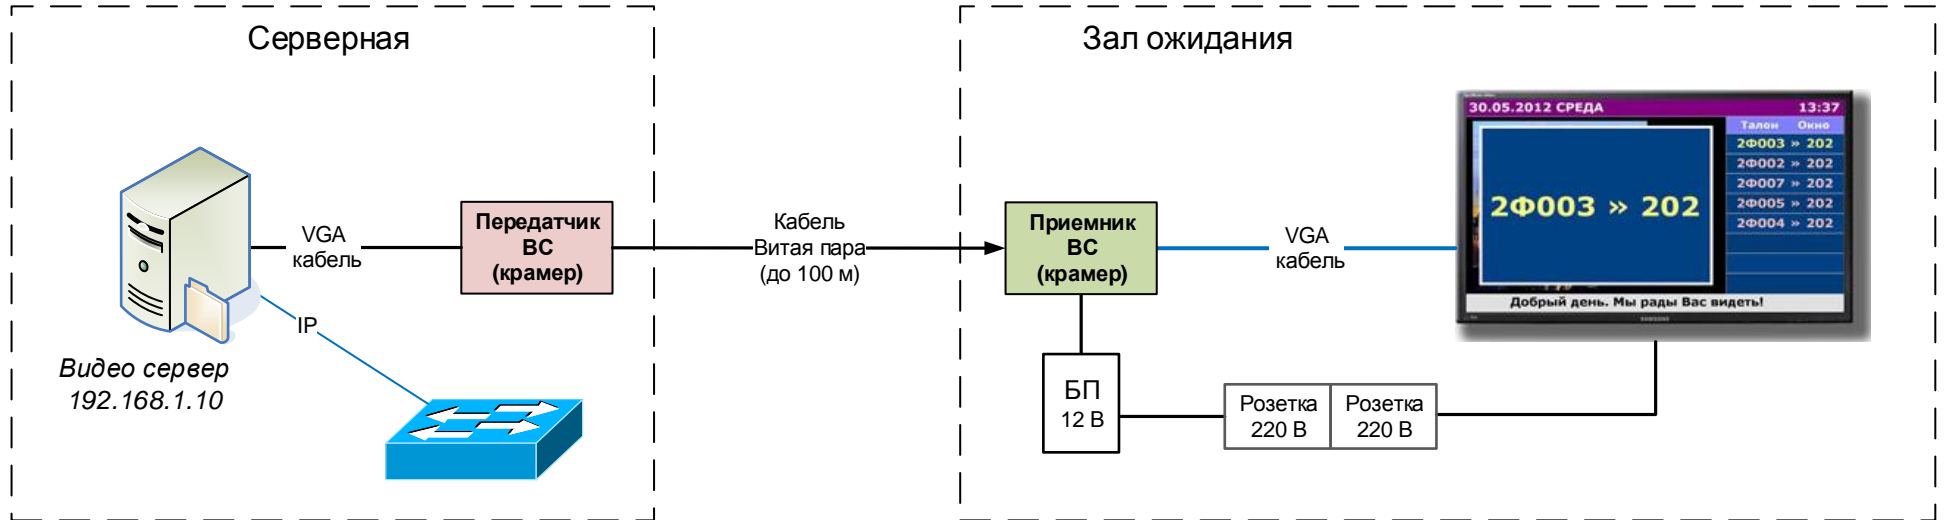 Серверная
Зал ожидания
VGA
кабель
Передатчик
ВС
(крамер)
IP
Видео сервер
192.168.1.10
Кабель
Витая пара
(до 100 м)
Приемник
ВС
(крамер)
VGA
кабель
30.05.2012 СРЕДА 13:37
Талон Окно
2Ф003 » 202
2Ф003 » 202
2Ф002 » 202
2Ф007 » 202
2Ф005 » 202
2Ф004 » 202
Добрый день. Мы рады Вас видеть!
SAMSUNG
БП
12 В
Розетка
220 В
Розетка
220 В